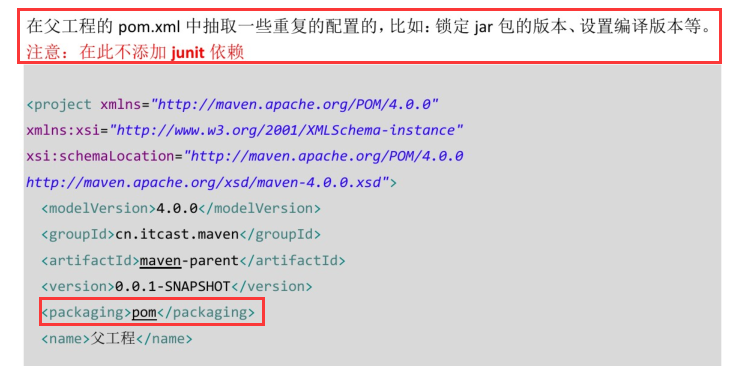 在父工程的 pom.xml 中抽取一些重复的配置的，比如：锁定 jar 包的版本、设置编译版本等。
注意：在此不添加 junit 依赖
<project xmlns="http://maven.apache.org/POM/4.0.0"
xmlns:xsi="http://www.w3.org/2001/XMLSchema-instance"
xsi:schemaLocation="http://maven.apache.org/POM/4.0.0
http://maven.apache.org/xsd/maven-4.0.0.xsd">
<modelVersion>4.0.0</modelVersion>
<groupId>cn.itcast.maven</groupId>
<artifactId>maven-parent</artifactId>
<version>0.0.1-SNAPSHOT</version>
<packaging>pom</packaging>
<name>父工程</name>